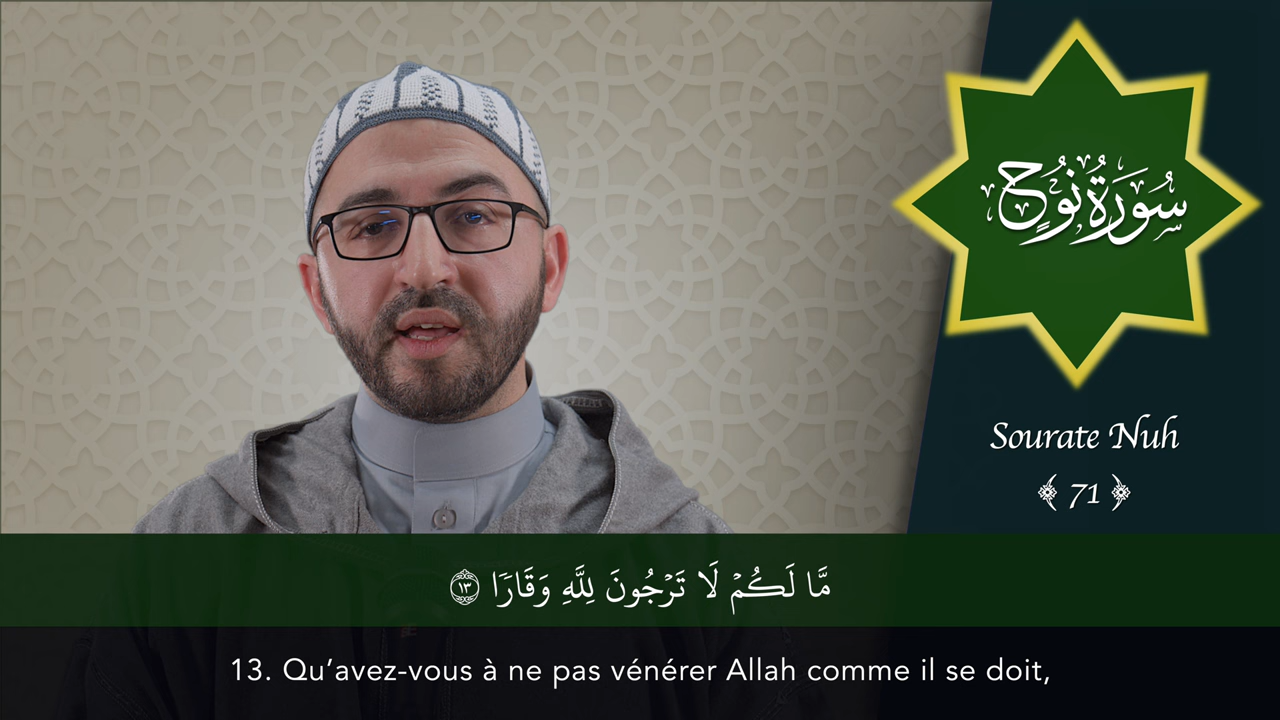 سُورَةُ نُوحٍ
Sourate Nuh
71
مَّا لَكُمْ لَا تَرْجُونَ لِلَّهِ وَقَارًا ١٣
13. Qu’avez-vous à ne pas vénérer Allah comme il se doit,